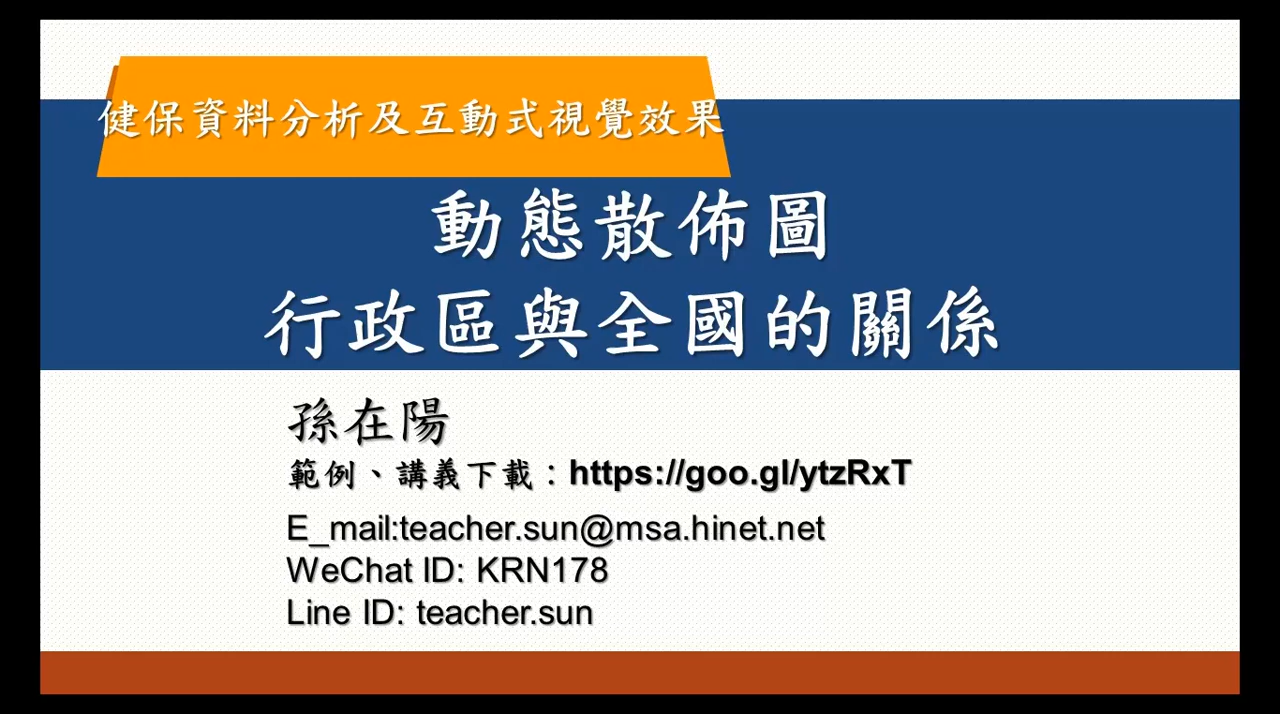 健保資料分析及互動式視覺效果
動態散佈圖
行政區與全國的關係
孫在陽
範例、講義下載：https://goo.gl/ytzRxT
E_mail:teacher.sun@msa.hinet.net
WeChat ID: KRN178
Line ID: teacher.sun